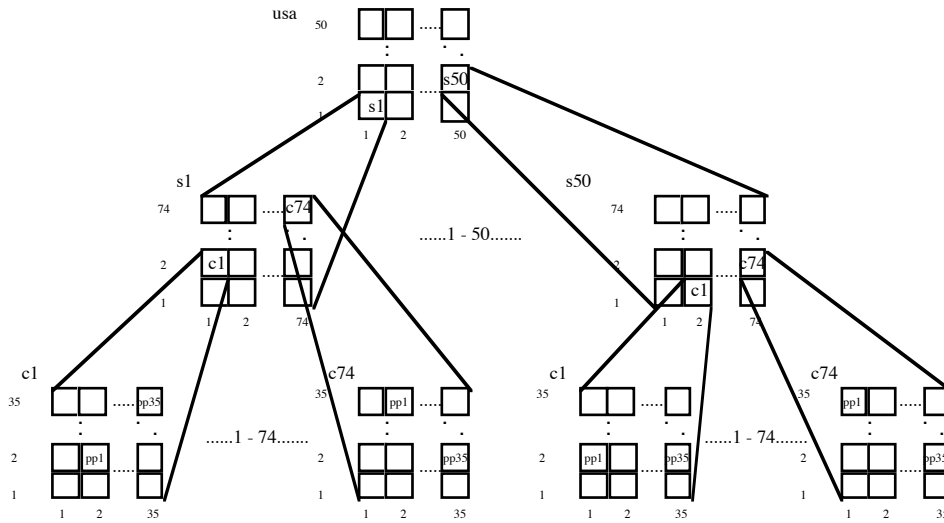 usa
50 ......
2
s50
......
1 s1
1 2 50
s1
s50
74 ...... c74
74 ......
......1 - 50.......
2 c1 ......
2 ...... c74
1
1 c1
1 2 74
1 2 74
c1
c74
c1
c74
35 ...... pp35
35 pp1 ......
35 ......
35 pp1 ......
......1 - 74.......
......1 - 74.......
2 pp1 ......
2 ...... pp35
2 pp1 ...... pp35
2 ...... pp35
1
1
1
1
1 2 35
1 2 35
1 2 35
1 2 35